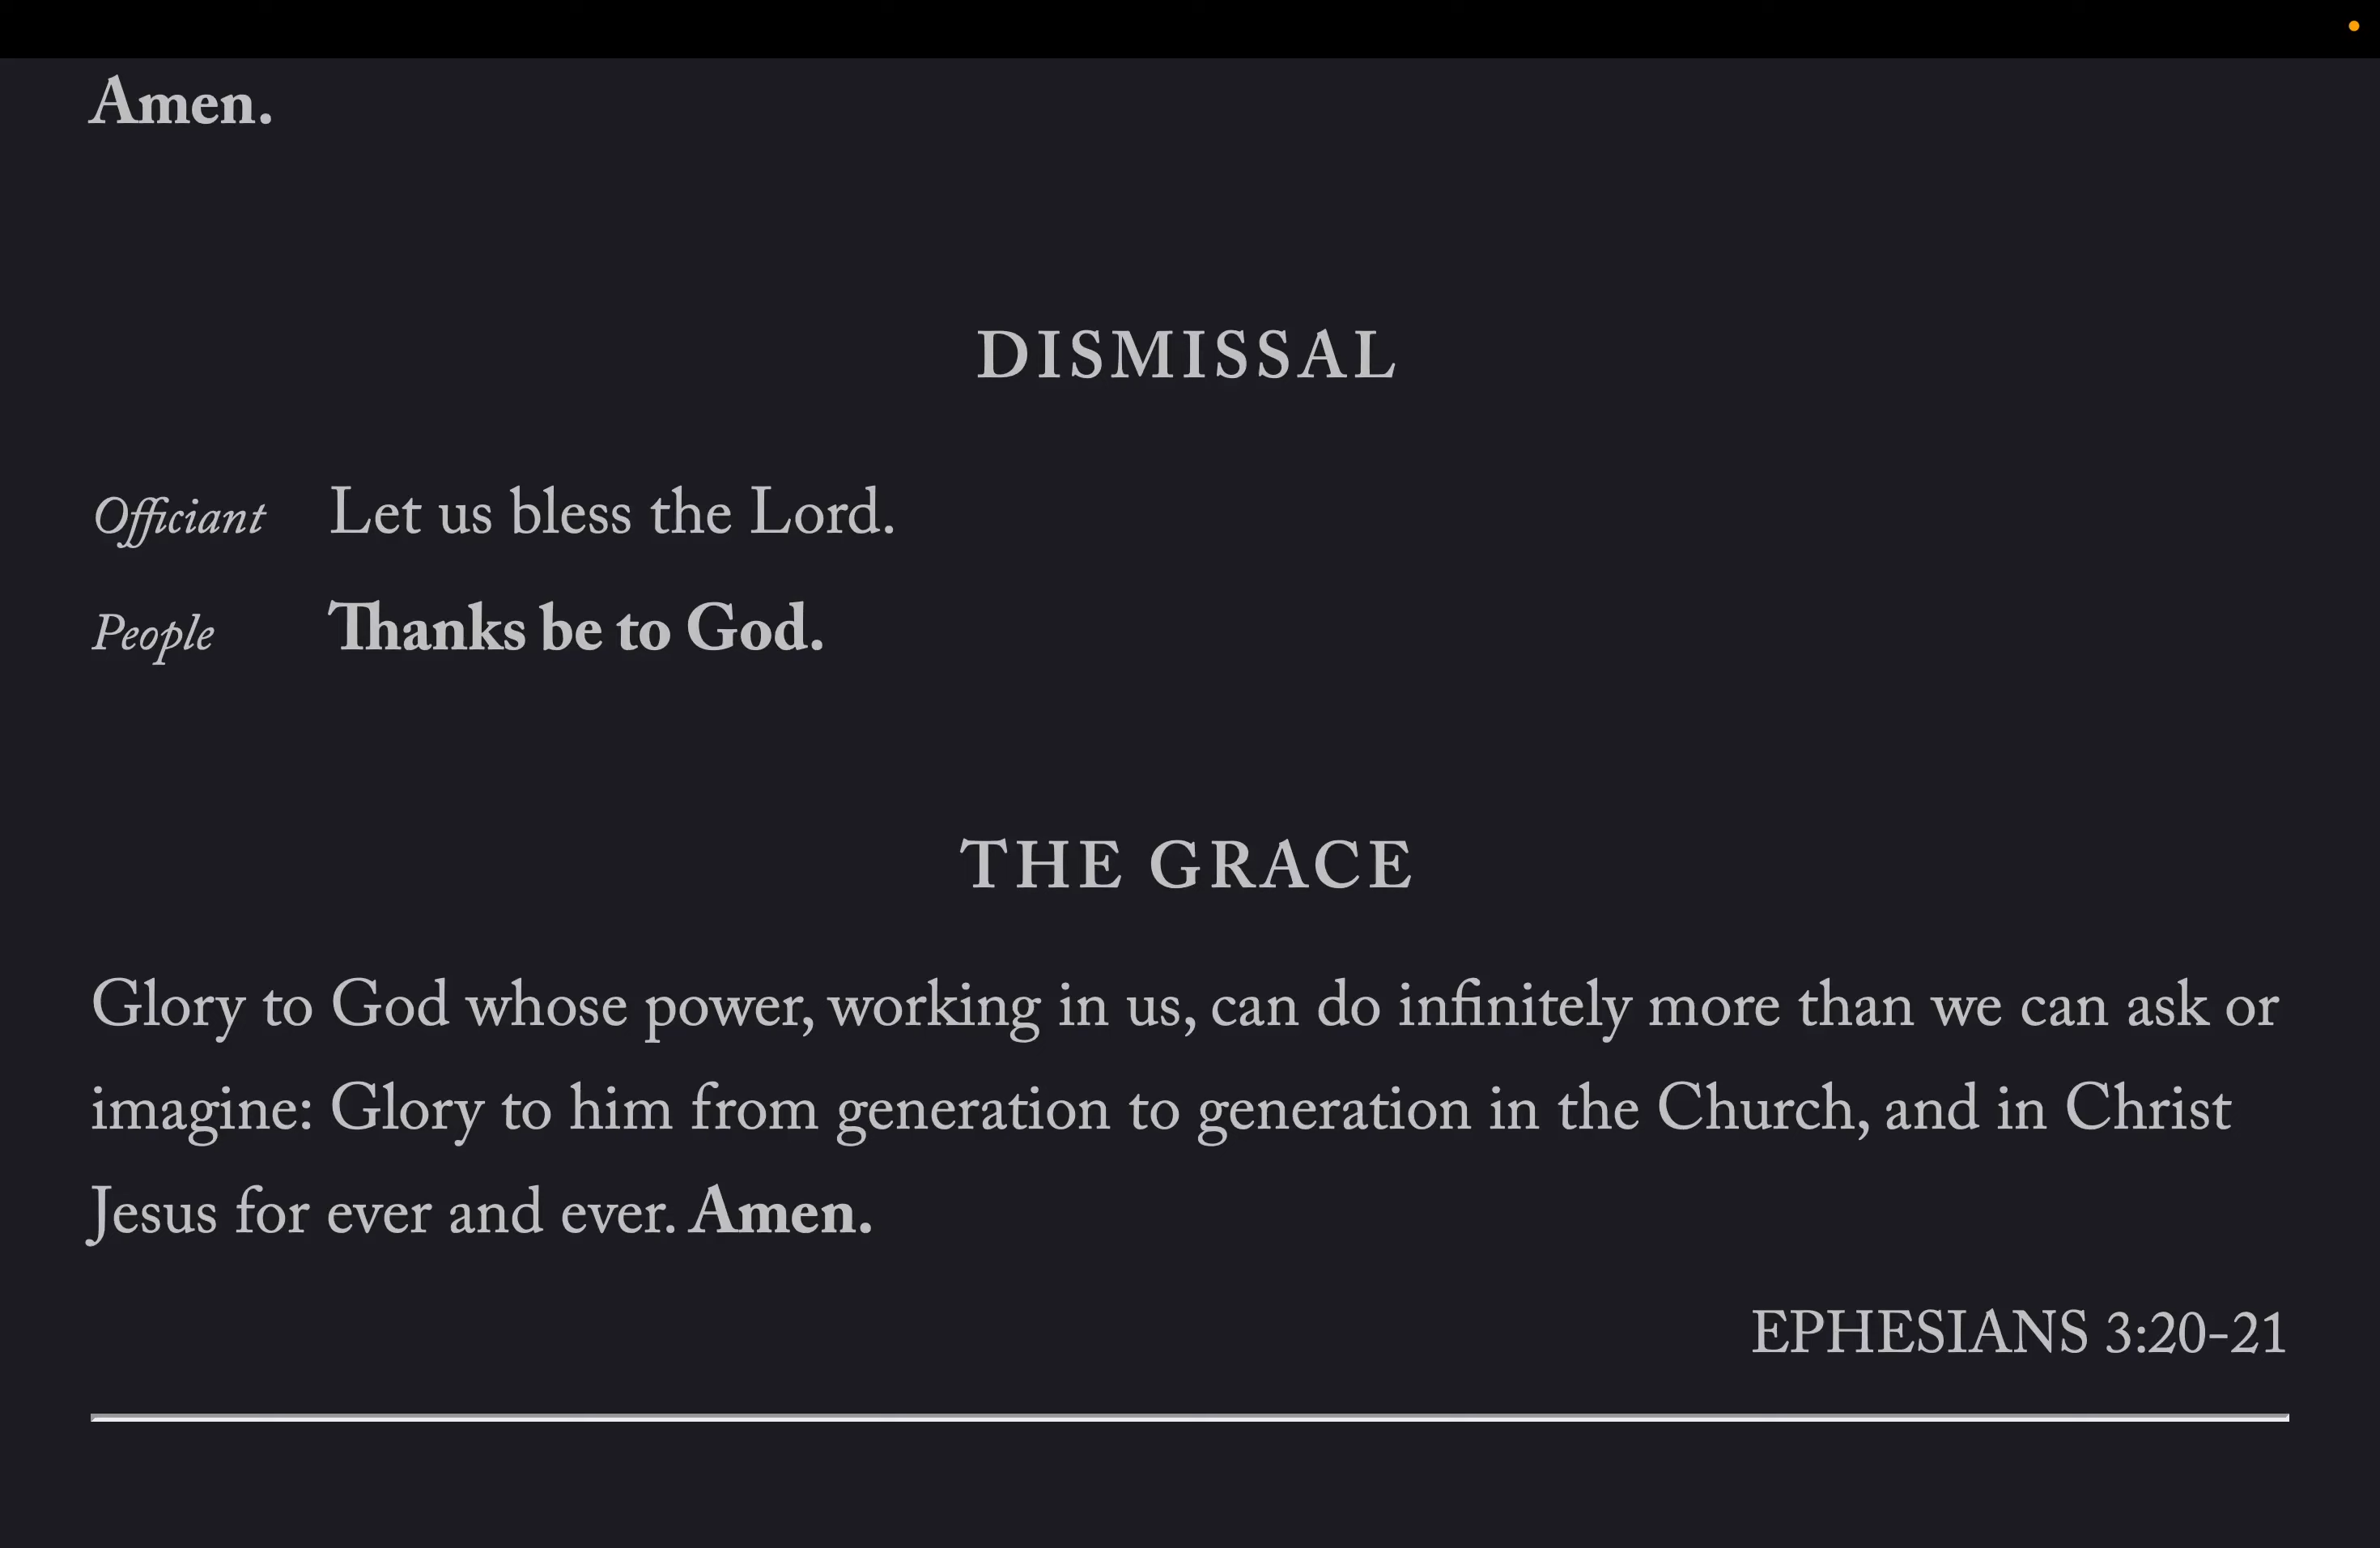 Amen.
DISMISSAL
Officiant Let us bless the Lord.
People Thanks be to God.
THE GRACE
Glory to God whose power, working in us, can do infinitely more than we can ask or
imagine: Glory to him from generation to generation in the Church, and in Christ
Jesus for ever and ever. Amen.
EPHESIANS 3:20-21